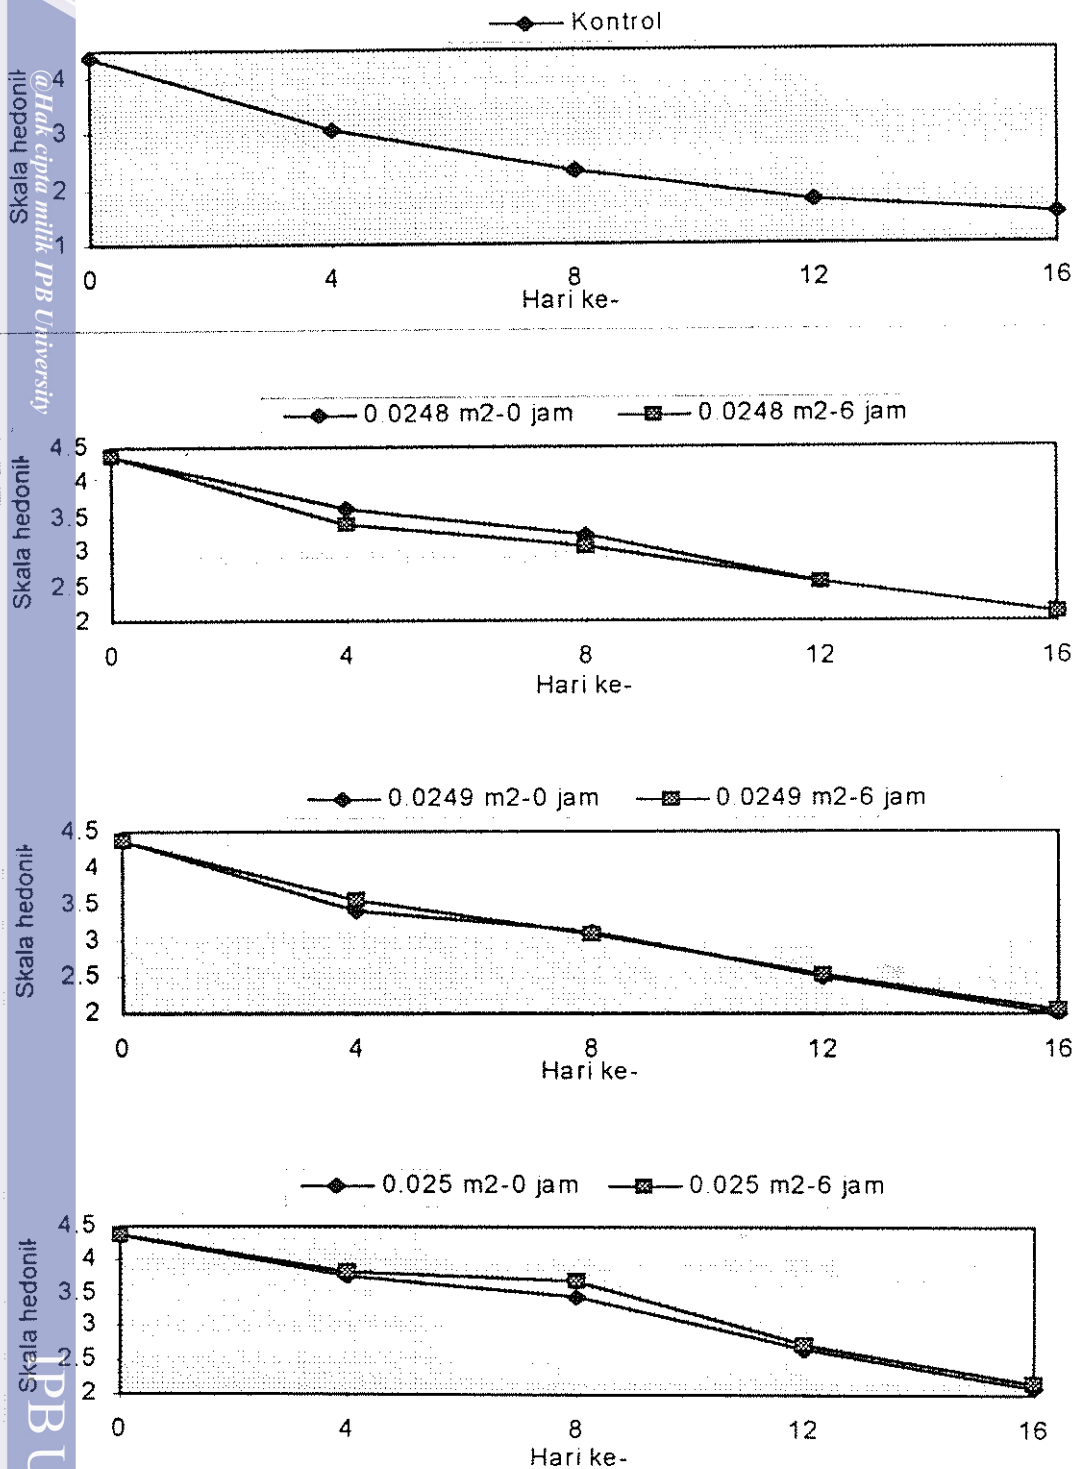 Kontrol
4
3
2
1
Skala hedonik
0 4 8 12 16
Hari ke-
@Hak cipta milik IPB University
0.0248 m2-0 jam 0.0248 m2-6 jam
4.5
4
3.5
3
2.5
2
Skala hedonik
0 4 8 12 16
Hari ke-
0.0249 m2-0 jam 0.0249 m2-6 jam
4.5
4
3.5
3
2.5
2
Skala hedonik
0 4 8 12 16
Hari ke-
0.025 m2-0 jam 0.025 m2-6 jam
4.5
4
3.5
3
2.5
2
Skala hedonik
0 4 8 12 16
Hari ke-
IPB U